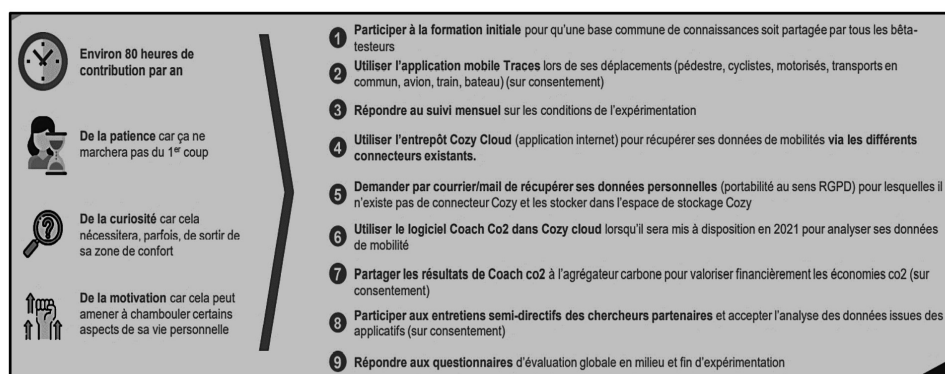 Environ 80 heures de
contribution par an
De la patience car ça ne
marchera pas du 1er coup
De la curiosité car cela
nécessitera, parfois, de sortir de
sa zone de confort
De la motivation car cela peut
amener à chambouler certains
aspects de sa vie personnelle
1 Participer à la formation initiale pour qu'une base commune de connaissances soit partagée par tous les bêta-
testeurs
2 Utiliser l'application mobile Traces lors de ses déplacements (pédestre, cyclistes, motorisés, transports en
commun, avion, train, bateau) (sur consentement)
3 Répondre au suivi mensuel sur les conditions de l'expérimentation
4 Utiliser l'entrepôt Cozy Cloud (application internet) pour récupérer ses données de mobilités via les différents
connecteurs existants.
5 Demander par courrier/mail de récupérer ses données personnelles (portabilité au sens RGPD) pour lesquelles il
n'existe pas de connecteur Cozy et les stocker dans l'espace de stockage Cozy
6 Utiliser le logiciel Coach Co2 dans Cozy cloud lorsqu'il sera mis à disposition en 2021 pour analyser ses données
de mobilité
7 Partager les résultats de Coach co2 à l'agrégateur carbone pour valoriser financièrement les économies co2 (sur
consentement)
8 Participer aux entretiens semi-directifs des chercheurs partenaires et accepter l'analyse des données issues des
applicatifs (sur consentement)
9 Répondre aux questionnaires d'évaluation globale en milieu et fin d'expérimentation